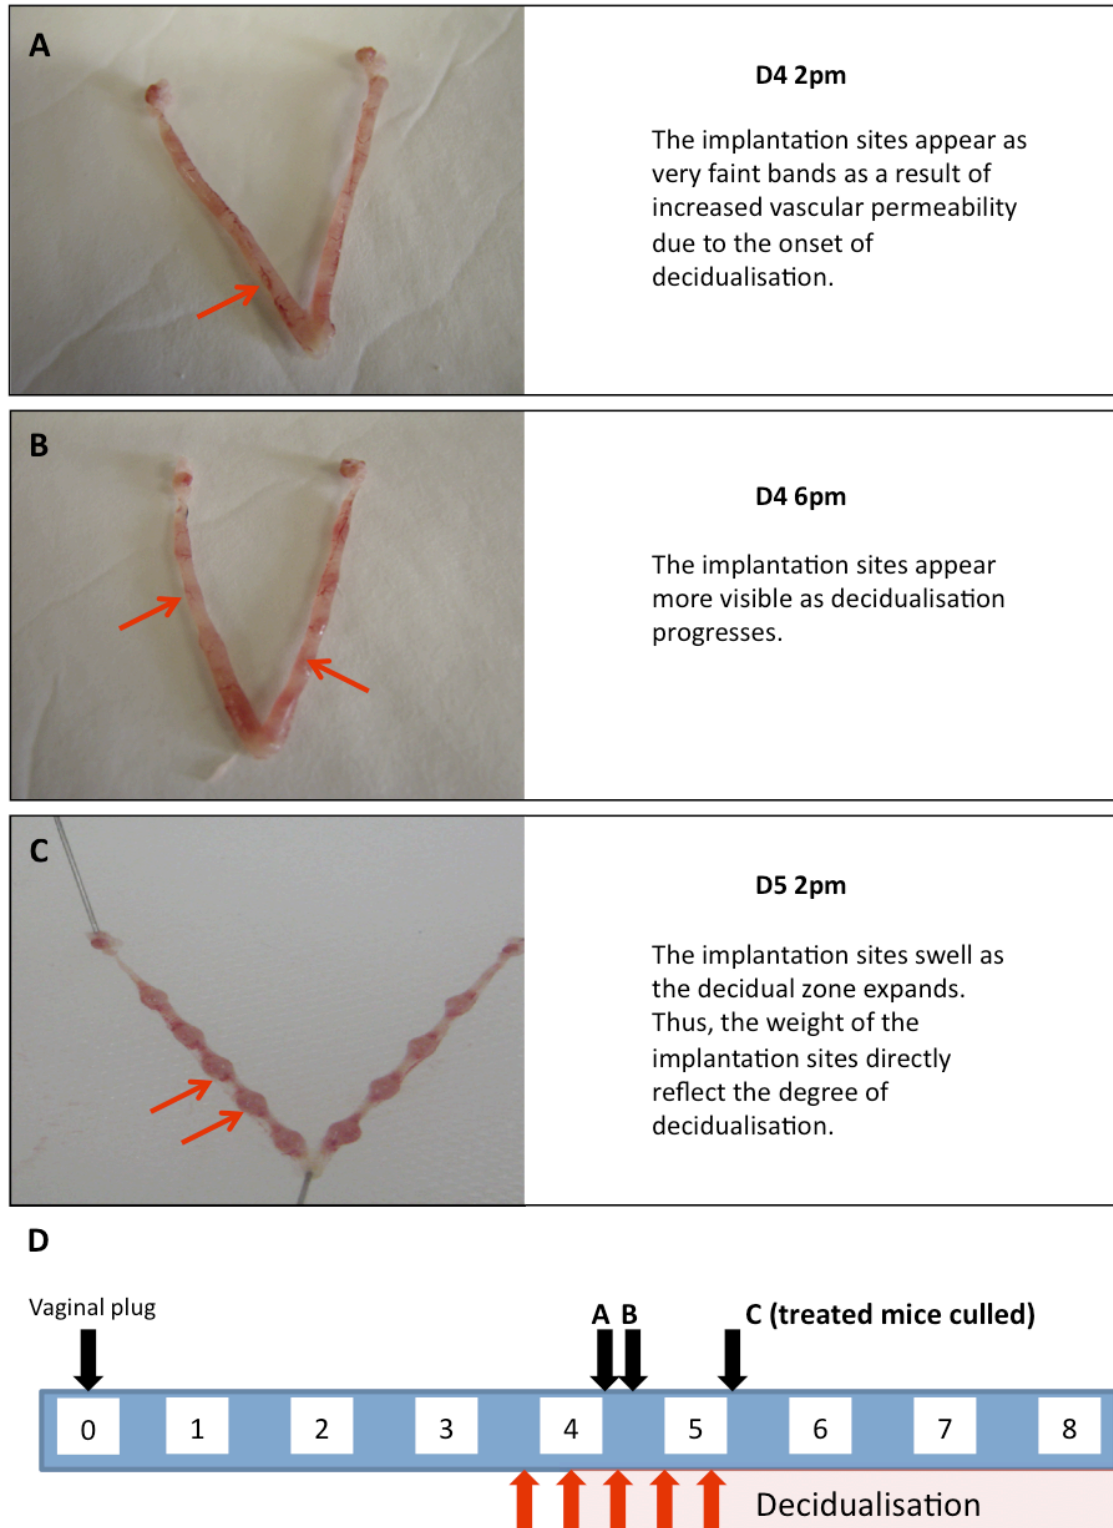 A
D4 2pm
The implantation sites appear as
very faint bands as a result of
increased vascular permeability
due to the onset of
decidualisation.
B
D4 6pm
The implantation sites appear
more visible as decidualisation
progresses.
C
D5 2pm
The implantation sites swell as
the decidual zone expands.
Thus, the weight of the
implantation sites directly
reflect the degree of
decidualisation.
D
Vaginal plug
A B
C (treated mice culled)
0 1 2 3 4 5 6 7 8
Decidualisation